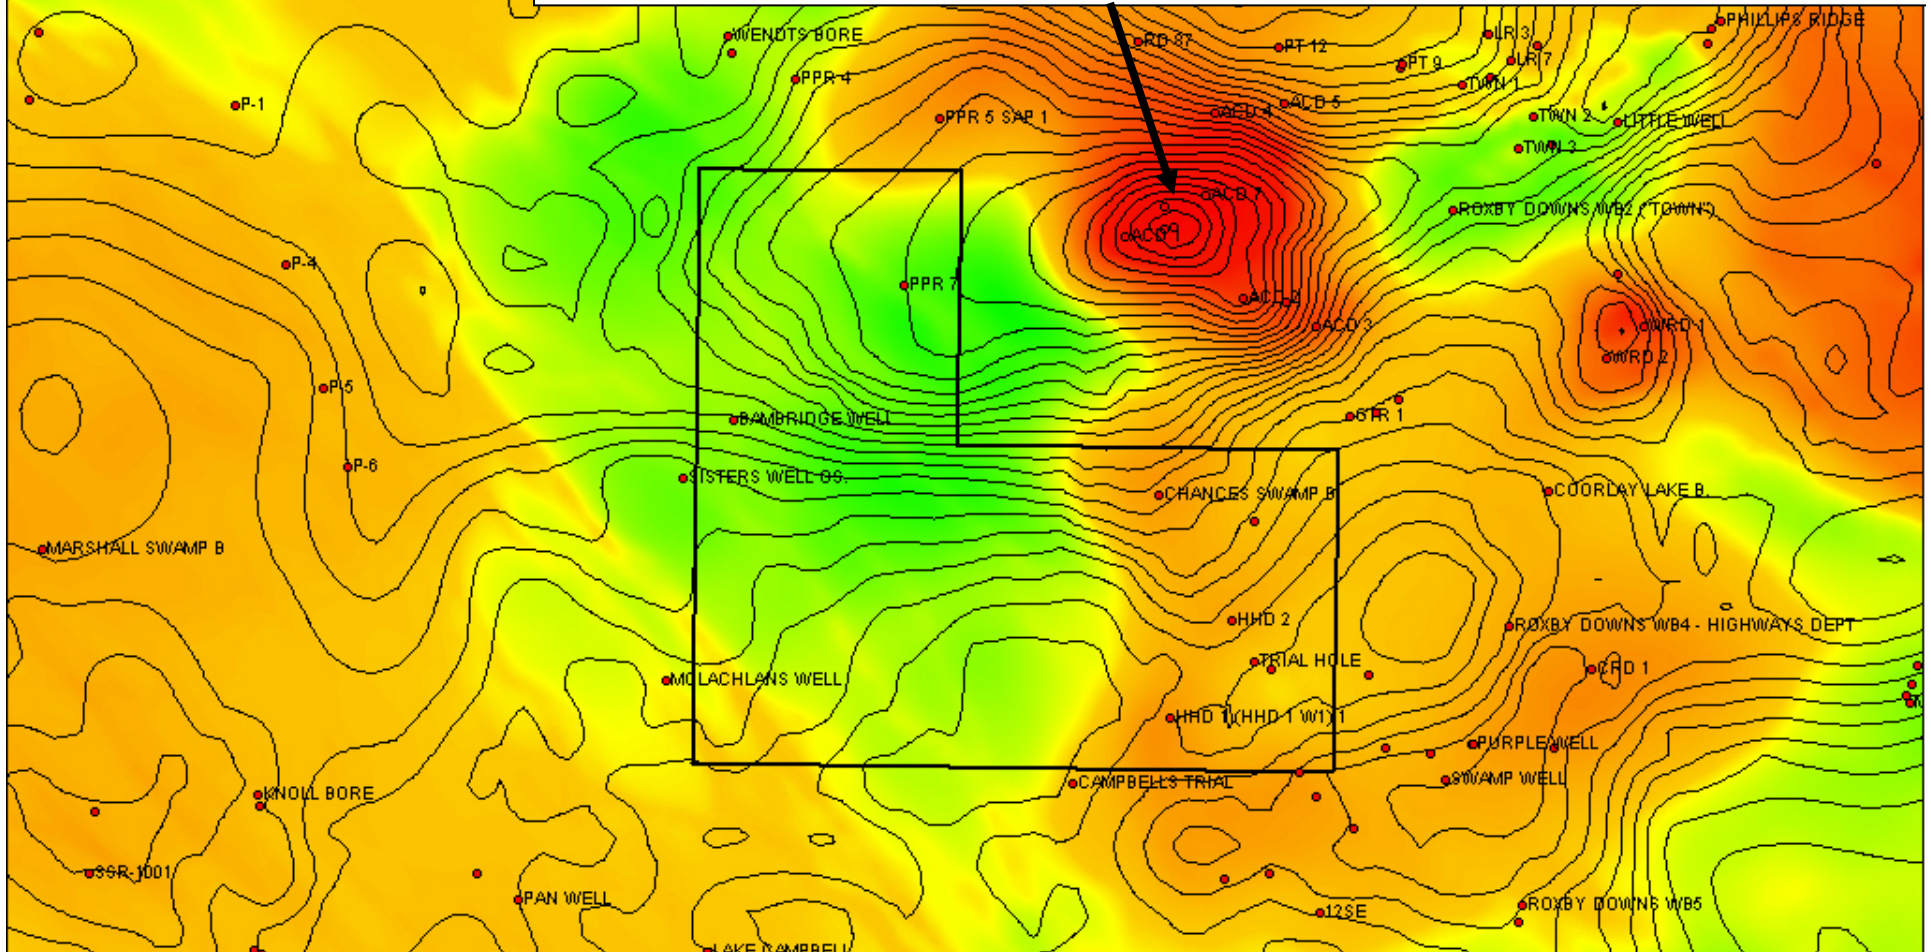 PHILLIPS RIDGE
WENDTS BORE
RD 37
PT 12
LR 3
LR 7
PT 9
PPR 4
TWN 1
P-1
ACD 5
ACD 4
PPR 5 SAP 1
TWN 2
LITTLE WELL
TWN 3
ACD 7
ROXBY DOWNS WB2 ("TOWN")
ACD 1
P-4
PPR 7
ACD 2
ACD 3
WRD 1
WRD 2
P-5
BAMBRIDGE WELL
STR 1
P-6
SISTERS WELL OS.
CHANCES SWAMP B
COORLAY LAKE B.
MARSHALL SWAMP B
HHD 2
ROXBY DOWNS WB4 - HIGHWAYS DEPT
TRIAL HOLE
CRD 1
MCLACHLANS WELL
HHD 1 (HHD 1 W1) 1
PURPLE WELL
CAMPBELLS TRIAL
SWAMP WELL
KNOLL BORE
SSR-1001
PAN WELL
ROXBY DOWNS WB5
12SE
LAKE CAMPBELL